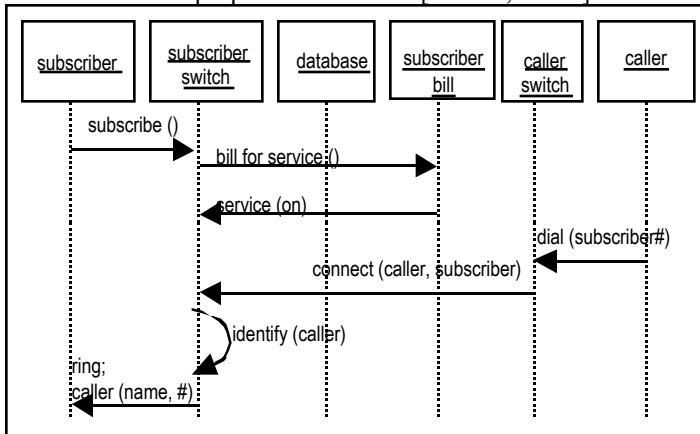 subscriber
subscriber
switch
database
subscriber
bill
caller
switch
caller
subscribe ()
bill for service ()
service (on)
dial (subscriber#)
connect (caller, subscriber)
identify (caller)
ring;
caller (name, #)